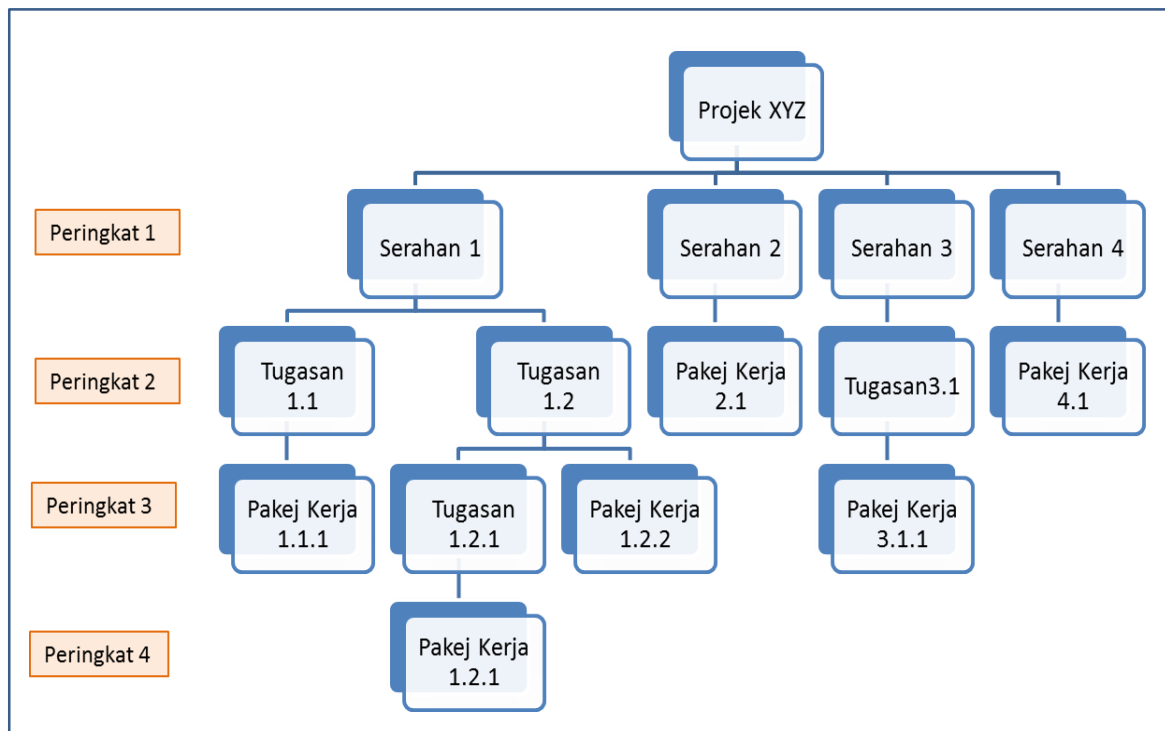 Projek XYZ
Peringkat 1
Serahan 1
Serahan 2
Serahan 3
Serahan 4
Peringkat 2
Tugasan
1.1
Tugasan
1.2
Pakej Kerja
2.1
Tugasan3.1
Pakej Kerja
4.1
Peringkat 3
Pakej Kerja
1.1.1
Tugasan
1.2.1
Pakej Kerja
1.2.2
Pakej Kerja
3.1.1
Peringkat 4
Pakej Kerja
1.2.1